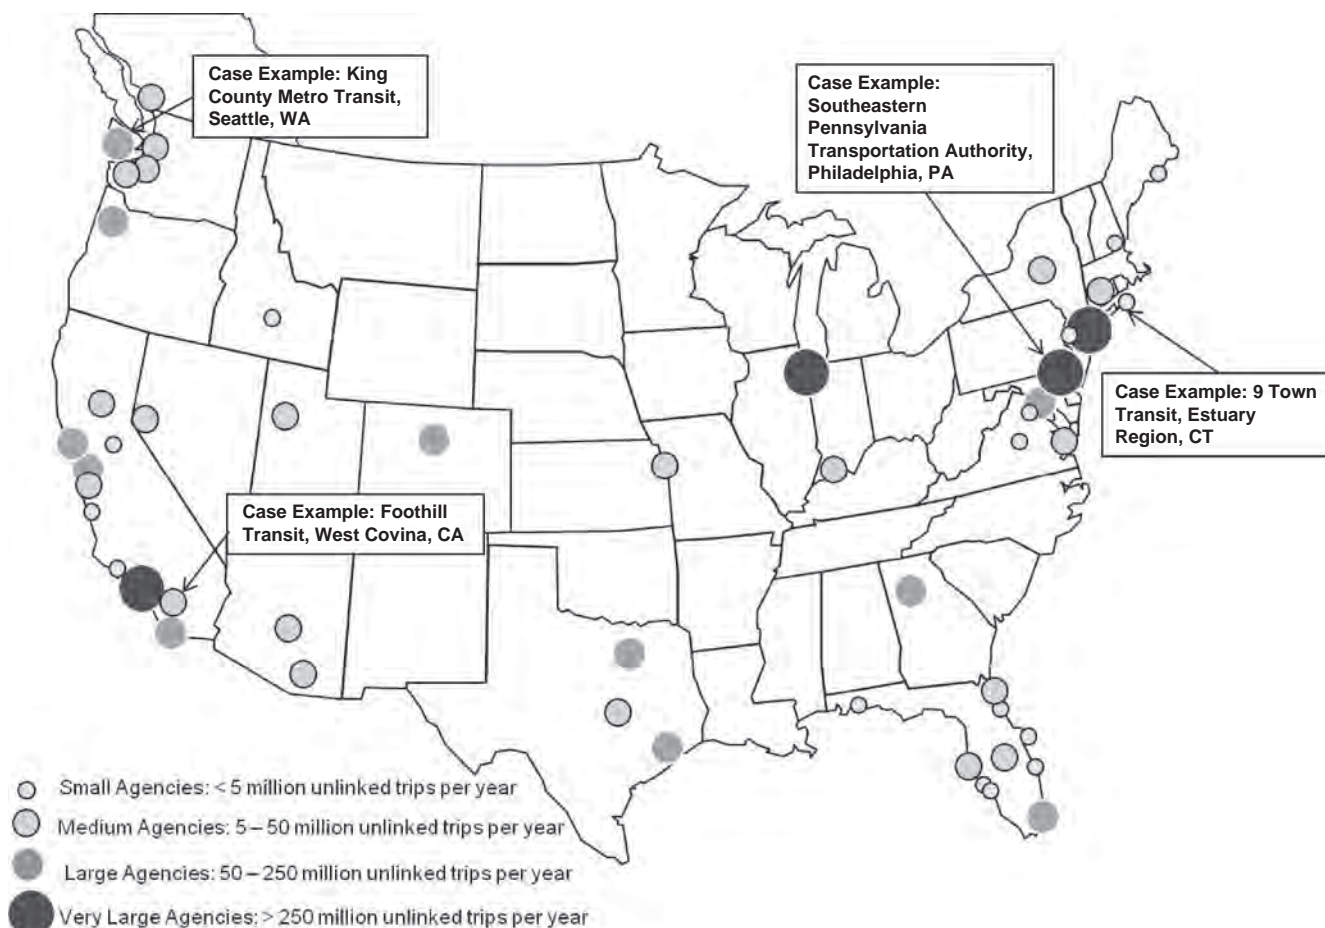 Case Example: King
County Metro Transit,
Seattle, WA
Case Example:
Southeastern
Pennsylvania
Transportation Authority,
Philadelphia, PA
Case Example: 9 Town
Transit, Estuary
Region, CT
Case Example: Foothill
Transit, West Covina, CA
Small Agencies: < 5 million unlinked trips per year
Medium Agencies: 5 – 50 million unlinked trips per year
Large Agencies: 50 – 250 million unlinked trips per year
Very Large Agencies: > 250 million unlinked trips per year